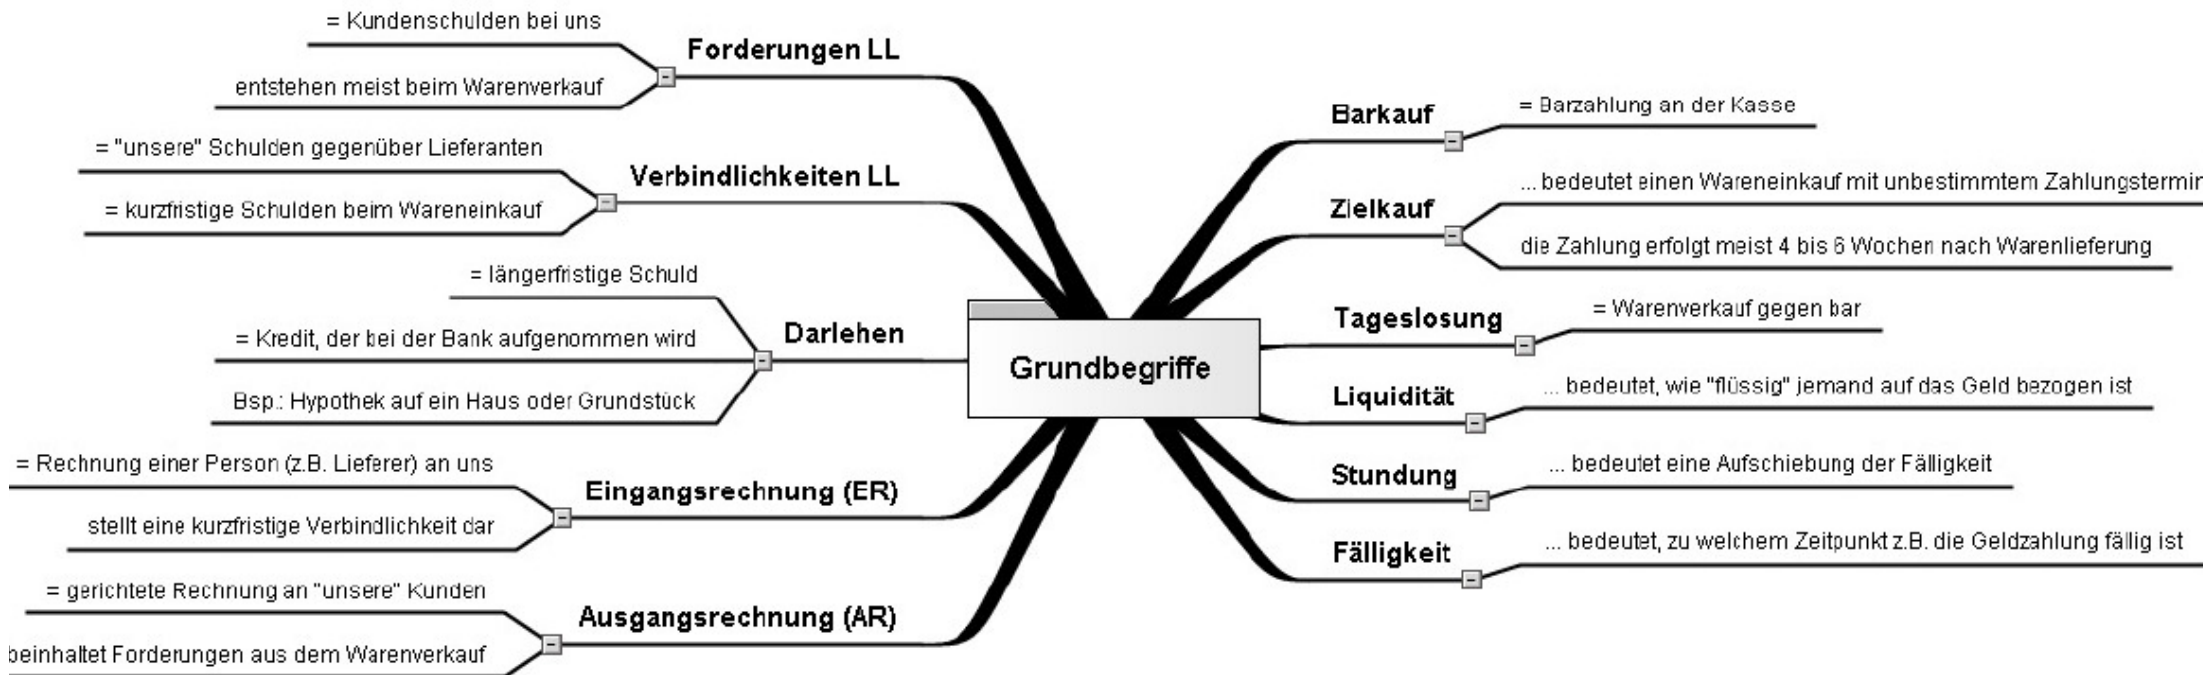 = Kundenschulden bei uns
Forderungen LL
entstehen meist beim Warenverkauf
= "unsere" Schulden gegenüber Lieferanten
Verbindlichkeiten LL
= kurzfristige Schulden beim Wareneinkauf
= längerfristige Schuld
Darlehen
= Kredit, der bei der Bank aufgenommen wird
Bsp.: Hypothek auf ein Haus oder Grundstück
= Rechnung einer Person (z.B. Lieferer) an uns
Eingangsrechnung (ER)
stellt eine kurzfristige Verbindlichkeit dar
= gerichtete Rechnung an "unsere" Kunden
Ausgangsrechnung (AR)
beinhaltet Forderungen aus dem Warenverkauf
Grundbegriffe
Barkauf
= Barzahlung an der Kasse
... bedeutet einen Wareneinkauf mit unbestimmtem Zahlungstermin
Zielkauf
die Zahlung erfolgt meist 4 bis 6 Wochen nach Warenlieferung
Tageslosung
= Warenverkauf gegen bar
Liquidität
... bedeutet, wie "flüssig" jemand auf das Geld bezogen ist
Stundung
... bedeutet eine Aufschiebung der Fälligkeit
Fälligkeit
... bedeutet, zu welchem Zeitpunkt z.B. die Geldzahlung fällig ist